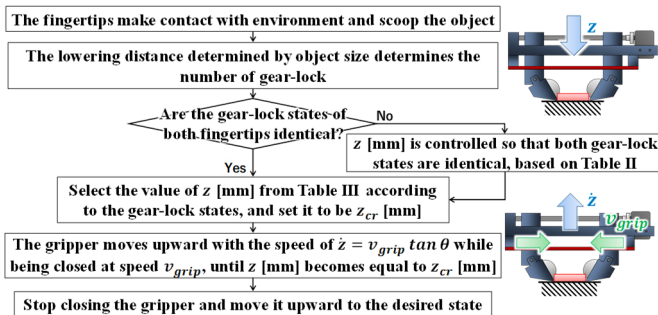 The fingertips make contact with environment and scoop the object
The lowering distance determined by object size determines the
number of gear-lock
Are the gear-lock states of
both fingertips identical?
No
Yes
z [mm] is controlled so that both gear-lock
states are identical, based on Table II
Select the value of z [mm] from Table III according
to the gear-lock states, and set it to be z_cr [mm]
The gripper moves upward with the speed of ż = v_grip tan θ while
being closed at speed v_grip, until z [mm] becomes equal to z_cr [mm]
Stop closing the gripper and move it upward to the desired state
z
ż
v_grip